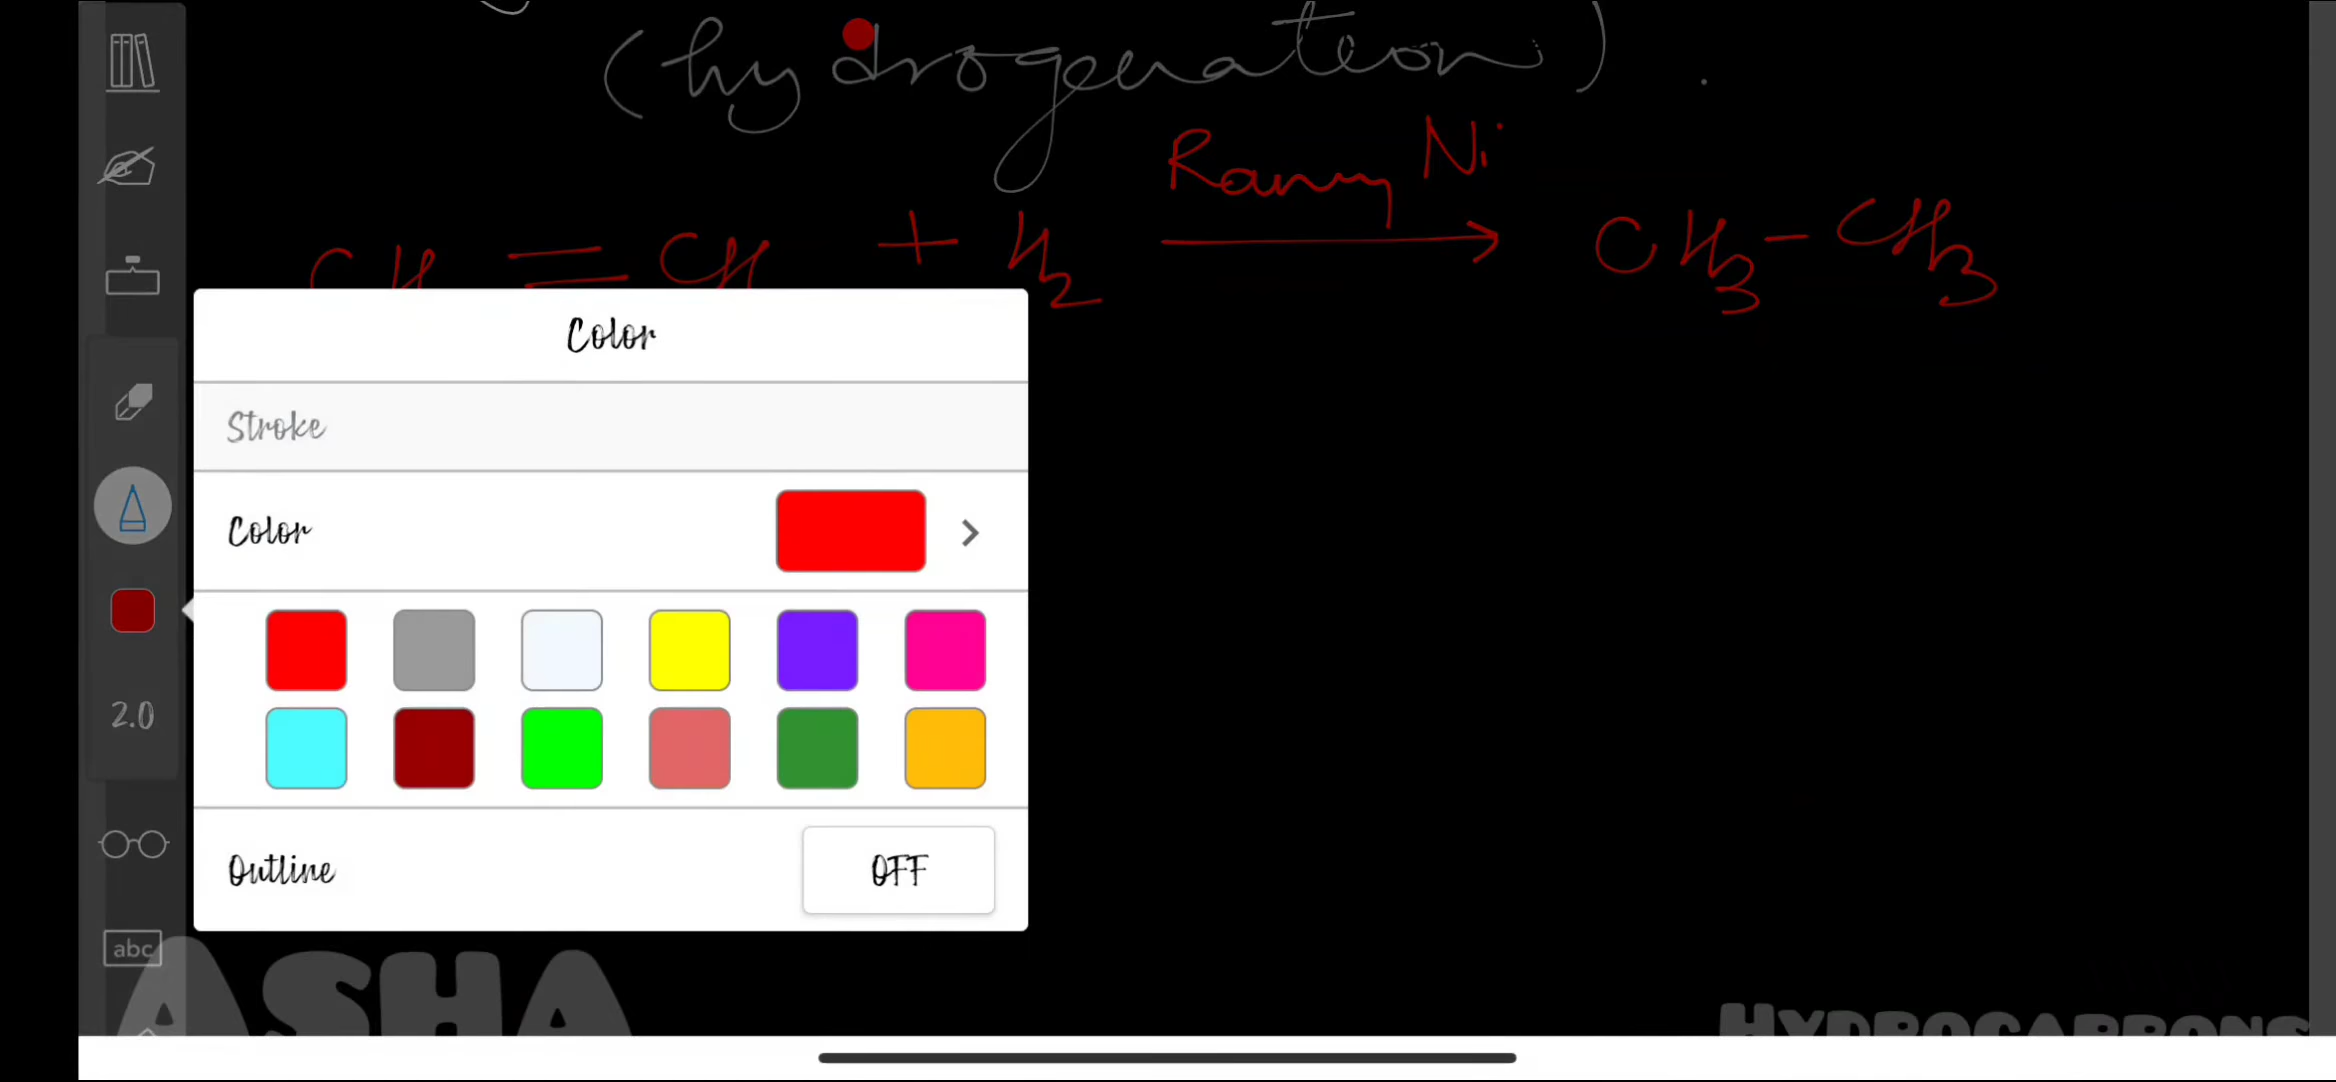 (hydrogenation).
Raney Ni
CH = CH + H2 → CH3 - CH3
Color
Stroke
Color
2.0
Outline OFF
abc
ASHA
HYDROCARBONS